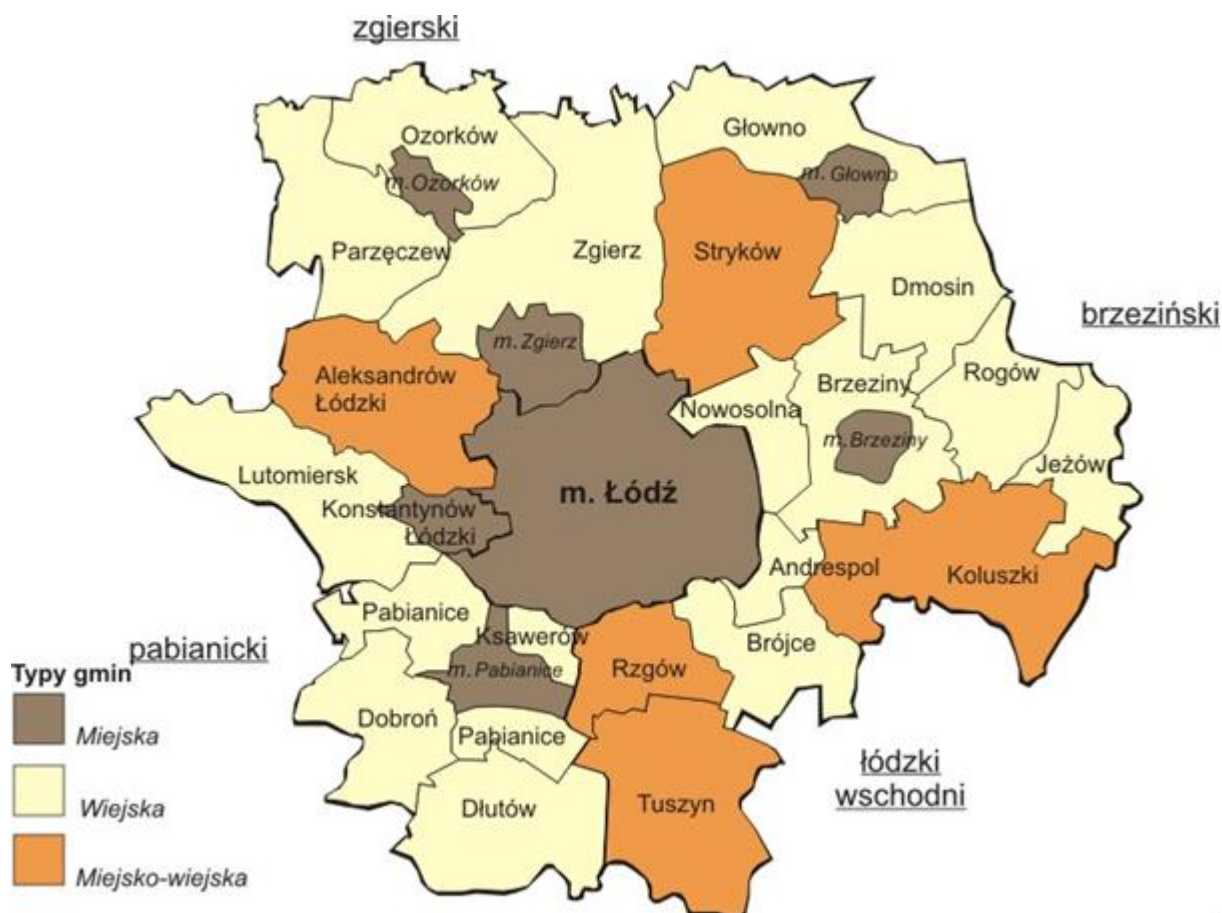 zgierski
Ozorków
Głowno
m. Ozorków
m. Głowno
Parzęczew
Zgierz
Stryków
Dmosin
brzeziński
m. Zgierz
Aleksandrów
Łódzki
Brzeziny
Rogów
Nowosolna
m. Brzeziny
Lutomiersk
Jeżów
m. Łódź
Konstantynów
Łódzki
Andrespol
Koluszki
Pabianice
Ksawerów
Brójce
pabianicki
m. Pabianice
Rzgów
Dobroń
Pabianice
łódzki
wschodni
Dłutów
Tuszyn
Typy gmin
Miejska
Wiejska
Miejsko-wiejska